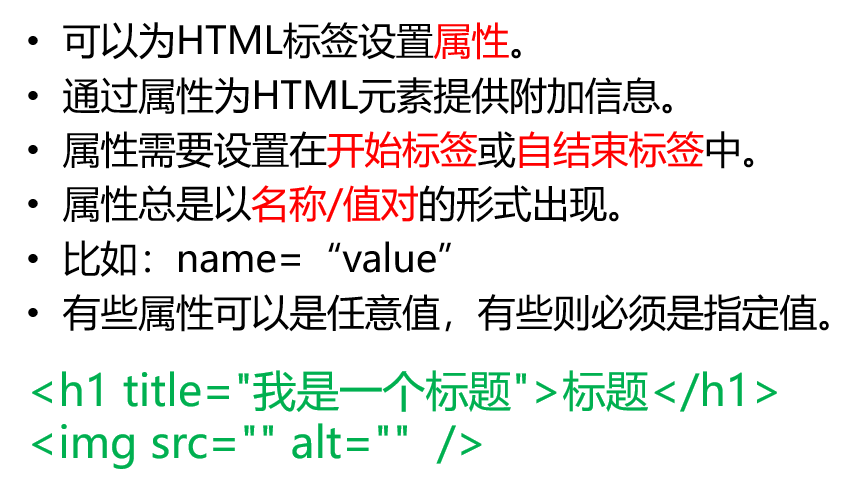 • 可以为HTML标签设置属性。
• 通过属性为HTML元素提供附加信息。
• 属性需要设置在开始标签或自结束标签中。
• 属性总是以名称/值对的形式出现。
• 比如：name=“value”
• 有些属性可以是任意值，有些则必须是指定值。
<h1 title="我是一个标题">标题</h1>
<img src="" alt=""  />